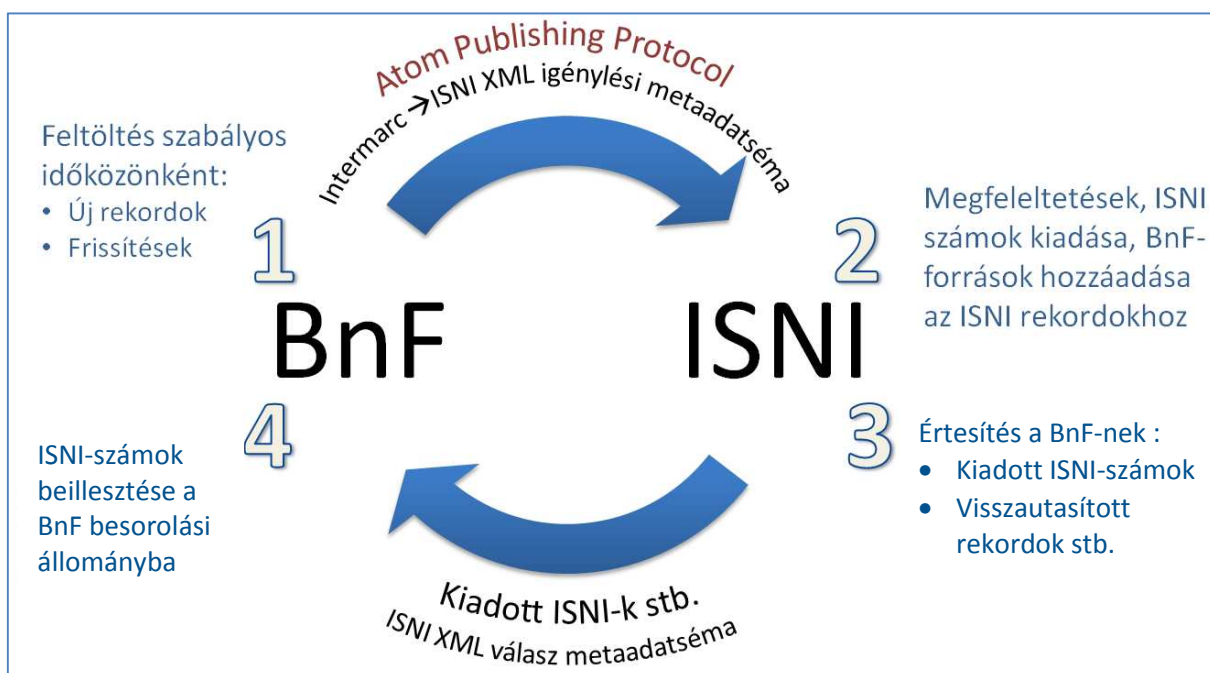 Atom Publishing Protocol
Intermarc →ISNI XML igénylési metaadatséma
Feltöltés szabályos
időközönként:
• Új rekordok
• Frissítések
1
BnF
2
Megfeleltetések, ISNI
számok kiadása, BnF-
források hozzáadása
az ISNI rekordokhoz
ISNI
3
Értesítés a BnF-nek :
• Kiadott ISNI-számok
• Visszautasított
rekordok stb.
4
ISNI-számok
beillesztése a
BnF besorolási
állományba
Kiadott ISNI-k stb.
ISNI XML válasz metaadatséma